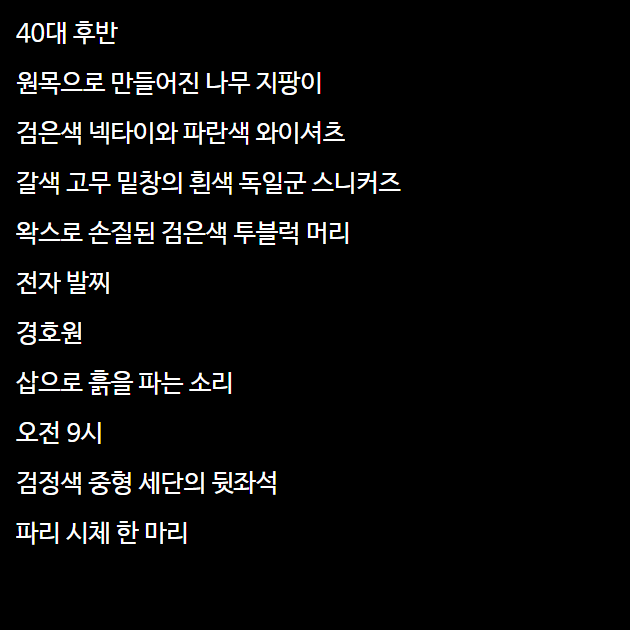 40대 후반
원목으로 만들어진 나무 지팡이
검은색 넥타이와 파란색 와이셔츠
갈색 고무 밑창의 흰색 독일군 스니커즈
왁스로 손질된 검은색 투블럭 머리
전자 발찌
경호원
삽으로 흙을 파는 소리
오전 9시
검정색 중형 세단의 뒷좌석
파리 시체 한 마리